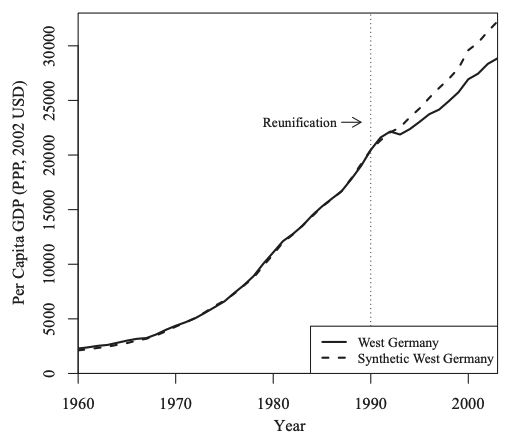 Per Capita GDP (PPP, 2002 USD)
30000
25000
20000
15000
10000
5000
0
Reunification
West Germany
Synthetic West Germany
1960 1970 1980 1990 2000
Year